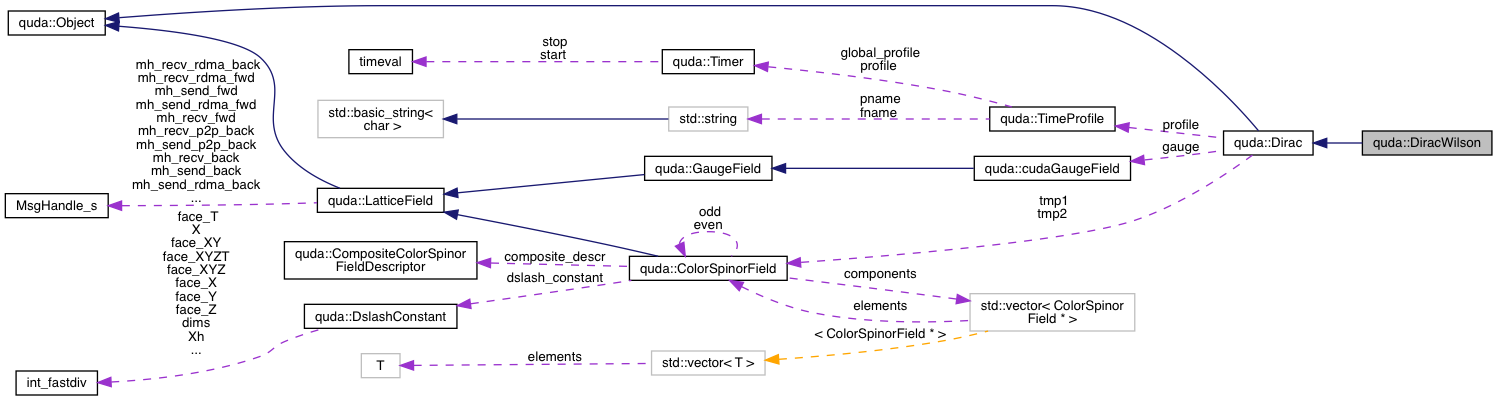 quda::Object
timeval
stop
start
quda::Timer
global_profile
profile
std::basic_string<
char >
std::string
pname
fname
quda::TimeProfile
profile
gauge
quda::Dirac
quda::DiracWilson
mh_recv_rdma_back
mh_recv_rdma_fwd
mh_send_fwd
mh_send_rdma_fwd
mh_recv_fwd
mh_recv_p2p_back
mh_send_p2p_back
mh_recv_back
mh_send_back
mh_send_rdma_back
...
quda::GaugeField
quda::cudaGaugeField
MsgHandle_s
quda::LatticeField
tmp1
tmp2
face_T
X
face_XY
face_XYZT
face_XYZ
face_X
face_Y
face_Z
dims
Xh
...
odd
even
quda::CompositeColorSpinor
FieldDescriptor
composite_descr
quda::ColorSpinorField
dslash_constant
components
elements
std::vector< ColorSpinor
Field * >
quda::DslashConstant
< ColorSpinorField * >
T
elements
std::vector< T >
int_fastdiv